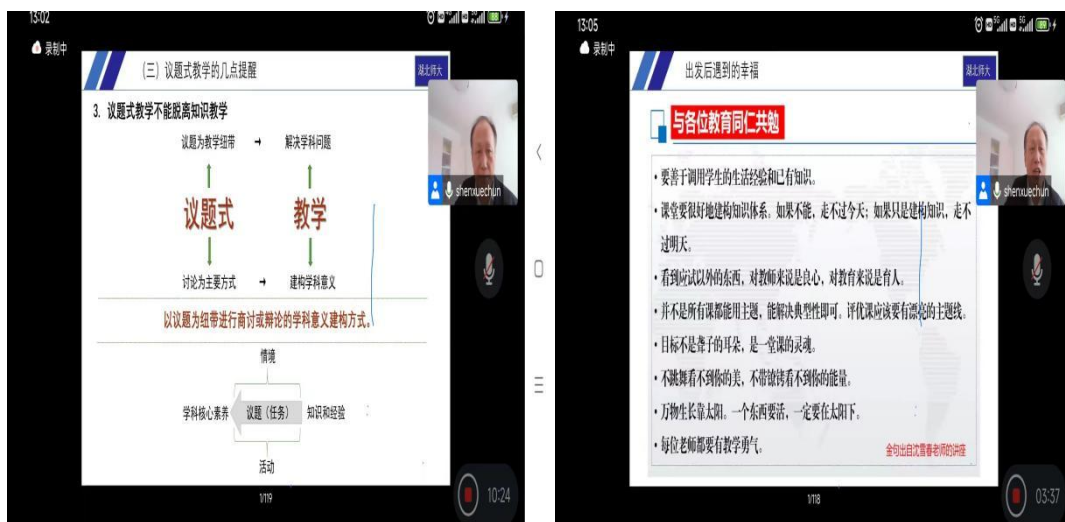 13:02
录制中
(三) 议题式教学的几点提醒
湖北师大
3. 议题式教学不能脱离知识教学
议题为教学纽带 → 解决学科问题
议题式 教学
讨论为主要方式 → 建构学科意义
以议题为纽带进行商讨或辩论的学科意义建构方式。
情境
学科核心素养 议题(任务) 知识和经验
活动
shenxuechun
1/119
10:24
13:05
录制中
出发后遇到的幸福
湖北师大
与各位教育同仁共勉
• 要善于调用学生的生活经验和已有知识。
• 课堂要很好地建构知识体系。如果不能,走不过今天;如果只是建构知识,走不
过明天。
• 看到应试以外的东西,对教师来说是良心,对教育来说是育人。
• 并不是所有课都能用主题,能解决典型性即可。评优课应该要有漂亮的主题线。
• 目标不是聋子的耳朵,是一堂课的灵魂。
• 不跳舞看不到你的美,不带镣铐看不到你的能量。
• 万物生长靠太阳。一个东西要活,一定要在太阳下。
• 每位老师都要有教学勇气。
金句出自沈雪春老师的讲座
shenxuechun
1/118
03:37